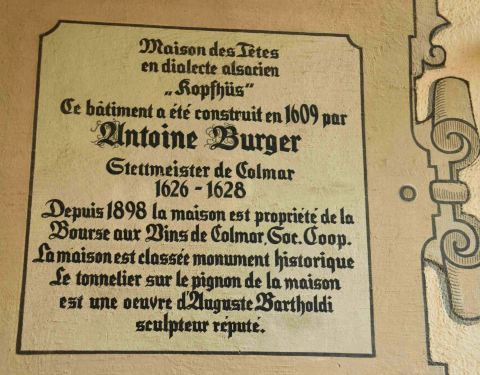 Maison des Têtes
en dialecte alsacien
„Kopfhüs"
Ce bâtiment a été construit en 1609 par
Antoine Burger
Stettmeister de Colmar
1626 - 1628
Depuis 1898 la maison est propriété de la
Bourse aux Vins de Colmar, Soc. Coop.
La maison est classée monument historique
Le tonnelier sur le pignon de la maison
est une oeuvre d'Auguste Bartholdi
sculpteur réputé.